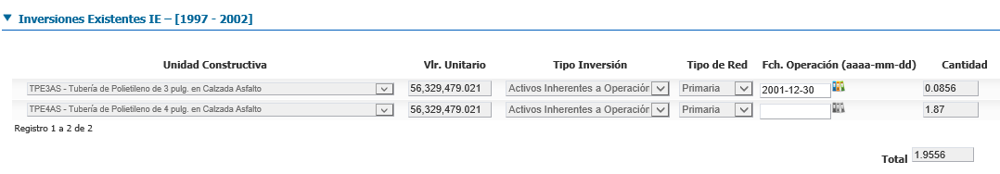 Inversiones Existentes IE – [1997 - 2002]
Unidad Constructiva Vlr. Unitario Tipo Inversión Tipo de Red Fch. Operación (aaaa-mm-dd) Cantidad
TPE3AS - Tubería de Polietileno de 3 pulg. en Calzada Asfalto 56,329,479.021 Activos Inherentes a Operación Primaria 2001-12-30 0.0856
TPE4AS - Tubería de Polietileno de 4 pulg. en Calzada Asfalto 56,329,479.021 Activos Inherentes a Operación Primaria 1.87
Registro 1 a 2 de 2
Total 1.9556